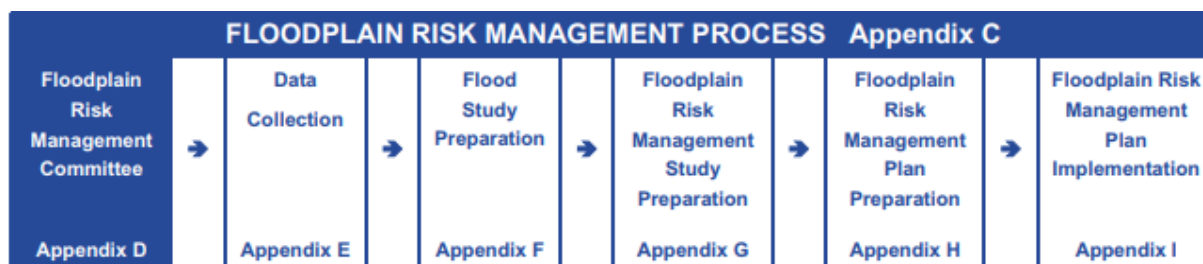 FLOODPLAIN RISK MANAGEMENT PROCESS Appendix C
Floodplain
Risk
Management
Committee
Appendix D
Data
Collection
Appendix E
Flood
Study
Preparation
Appendix F
Floodplain
Risk
Management
Study
Preparation
Appendix G
Floodplain
Risk
Management
Plan
Preparation
Appendix H
Floodplain Risk
Management
Plan
Implementation
Appendix I